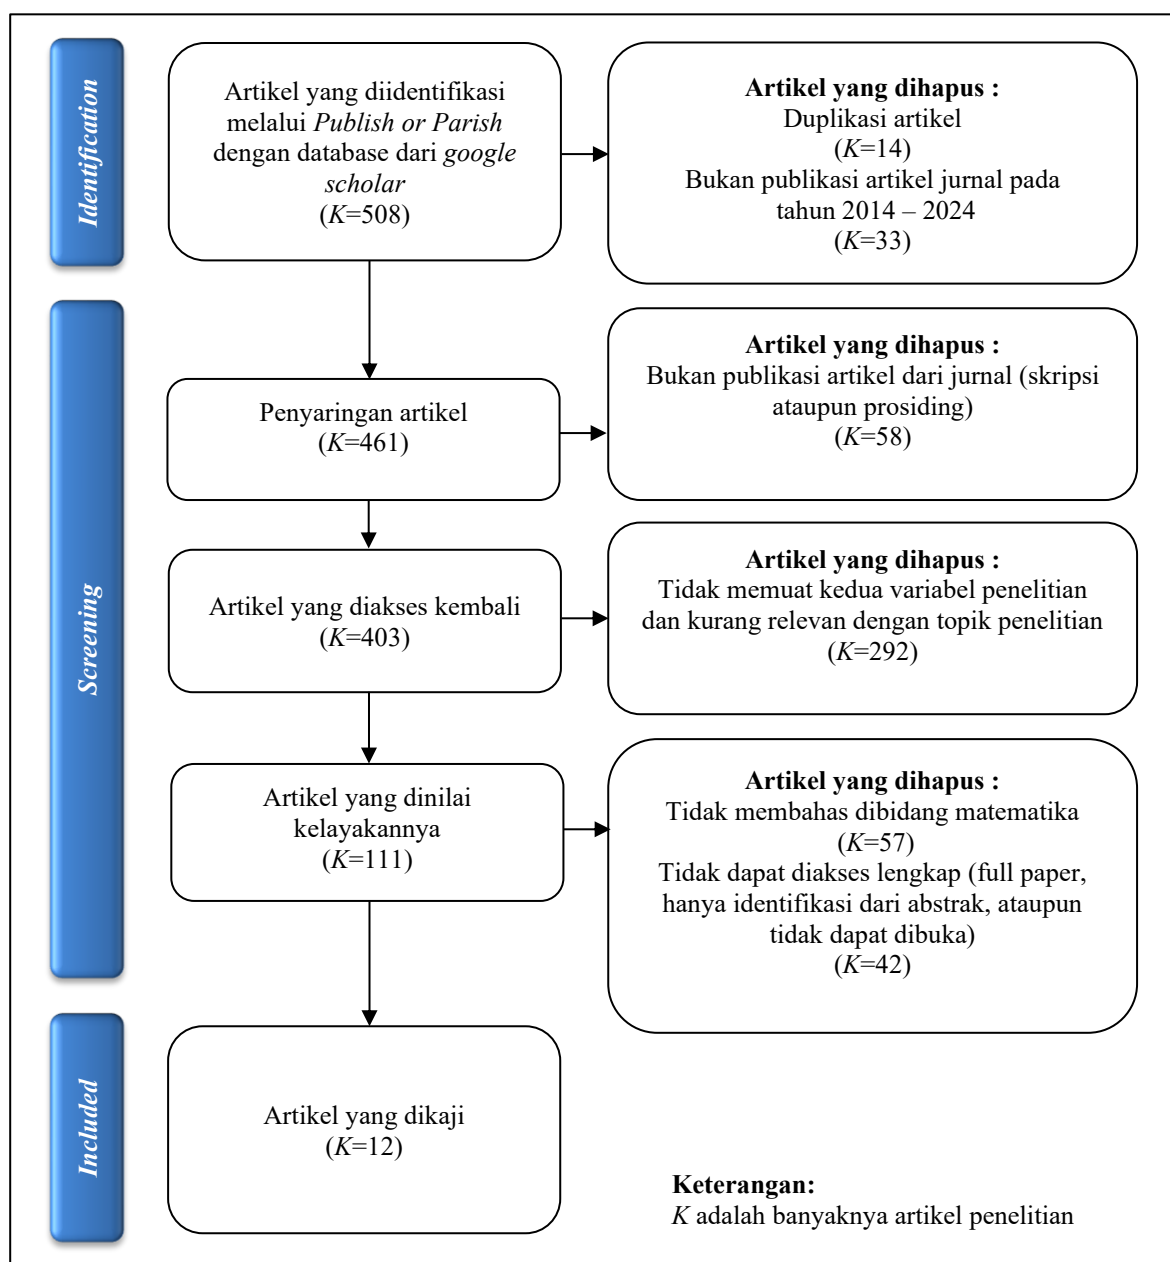 Identification
Artikel yang diidentifikasi
melalui Publish or Parish
dengan database dari google
scholar
(K=508)
Artikel yang dihapus :
Duplikasi artikel
(K=14)
Bukan publikasi artikel jurnal pada
tahun 2014 – 2024
(K=33)
Screening
Penyaringan artikel
(K=461)
Artikel yang dihapus :
Bukan publikasi artikel dari jurnal (skripsi
ataupun prosiding)
(K=58)
Artikel yang diakses kembali
(K=403)
Artikel yang dihapus :
Tidak memuat kedua variabel penelitian
dan kurang relevan dengan topik penelitian
(K=292)
Artikel yang dinilai
kelayakannya
(K=111)
Artikel yang dihapus :
Tidak membahas dibidang matematika
(K=57)
Tidak dapat diakses lengkap (full paper,
hanya identifikasi dari abstrak, ataupun
tidak dapat dibuka)
(K=42)
Included
Artikel yang dikaji
(K=12)
Keterangan:
K adalah banyaknya artikel penelitian